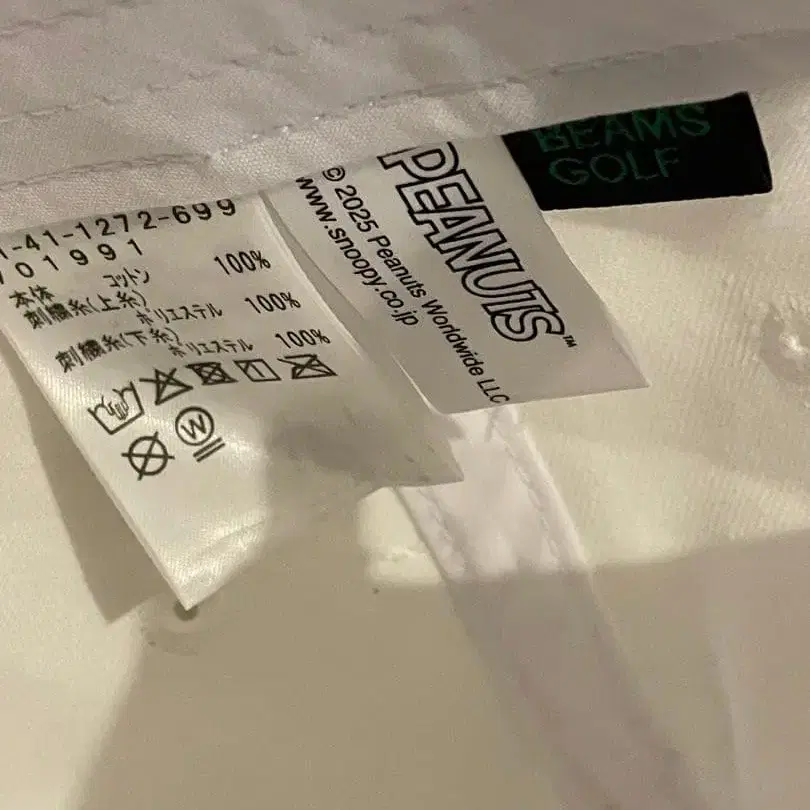 1-41-1272-699
701991
本体 コットン 100%
刺繍糸(上糸) ポリエステル 100%
刺繍糸(下糸) ポリエステル 100%
W
PEANUTS™
© 2025 Peanuts Worldwide LLC
www.snoopy.co.jp
BEAMS
GOLF